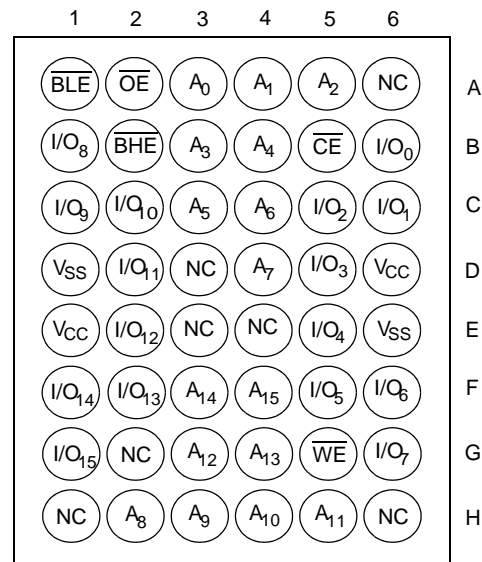 1 2 3 4 5 6
BLE OE A0 A1 A2 NC A
I/O8 BHE A3 A4 CE I/O0 B
I/O9 I/O10 A5 A6 I/O2 I/O1 C
VSS I/O11 NC A7 I/O3 VCC D
VCC I/O12 NC NC I/O4 VSS E
I/O14 I/O13 A14 A15 I/O5 I/O6 F
I/O15 NC A12 A13 WE I/O7 G
NC A8 A9 A10 A11 NC H